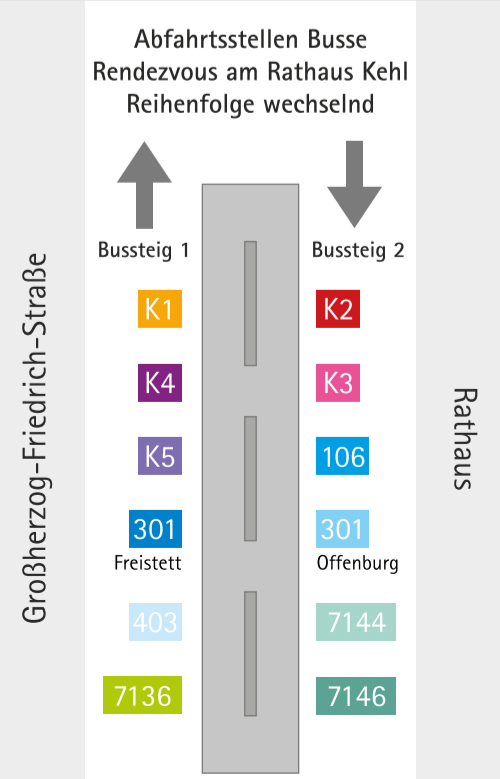 Abfahrtsstellen Busse
Rendezvous am Rathaus Kehl
Reihenfolge wechselnd
Großherzog-Friedrich-Straße
Bussteig 1
K1
K4
K5
301
Freistett
403
7136
Bussteig 2
K2
K3
106
301
Offenburg
7144
7146
Rathaus